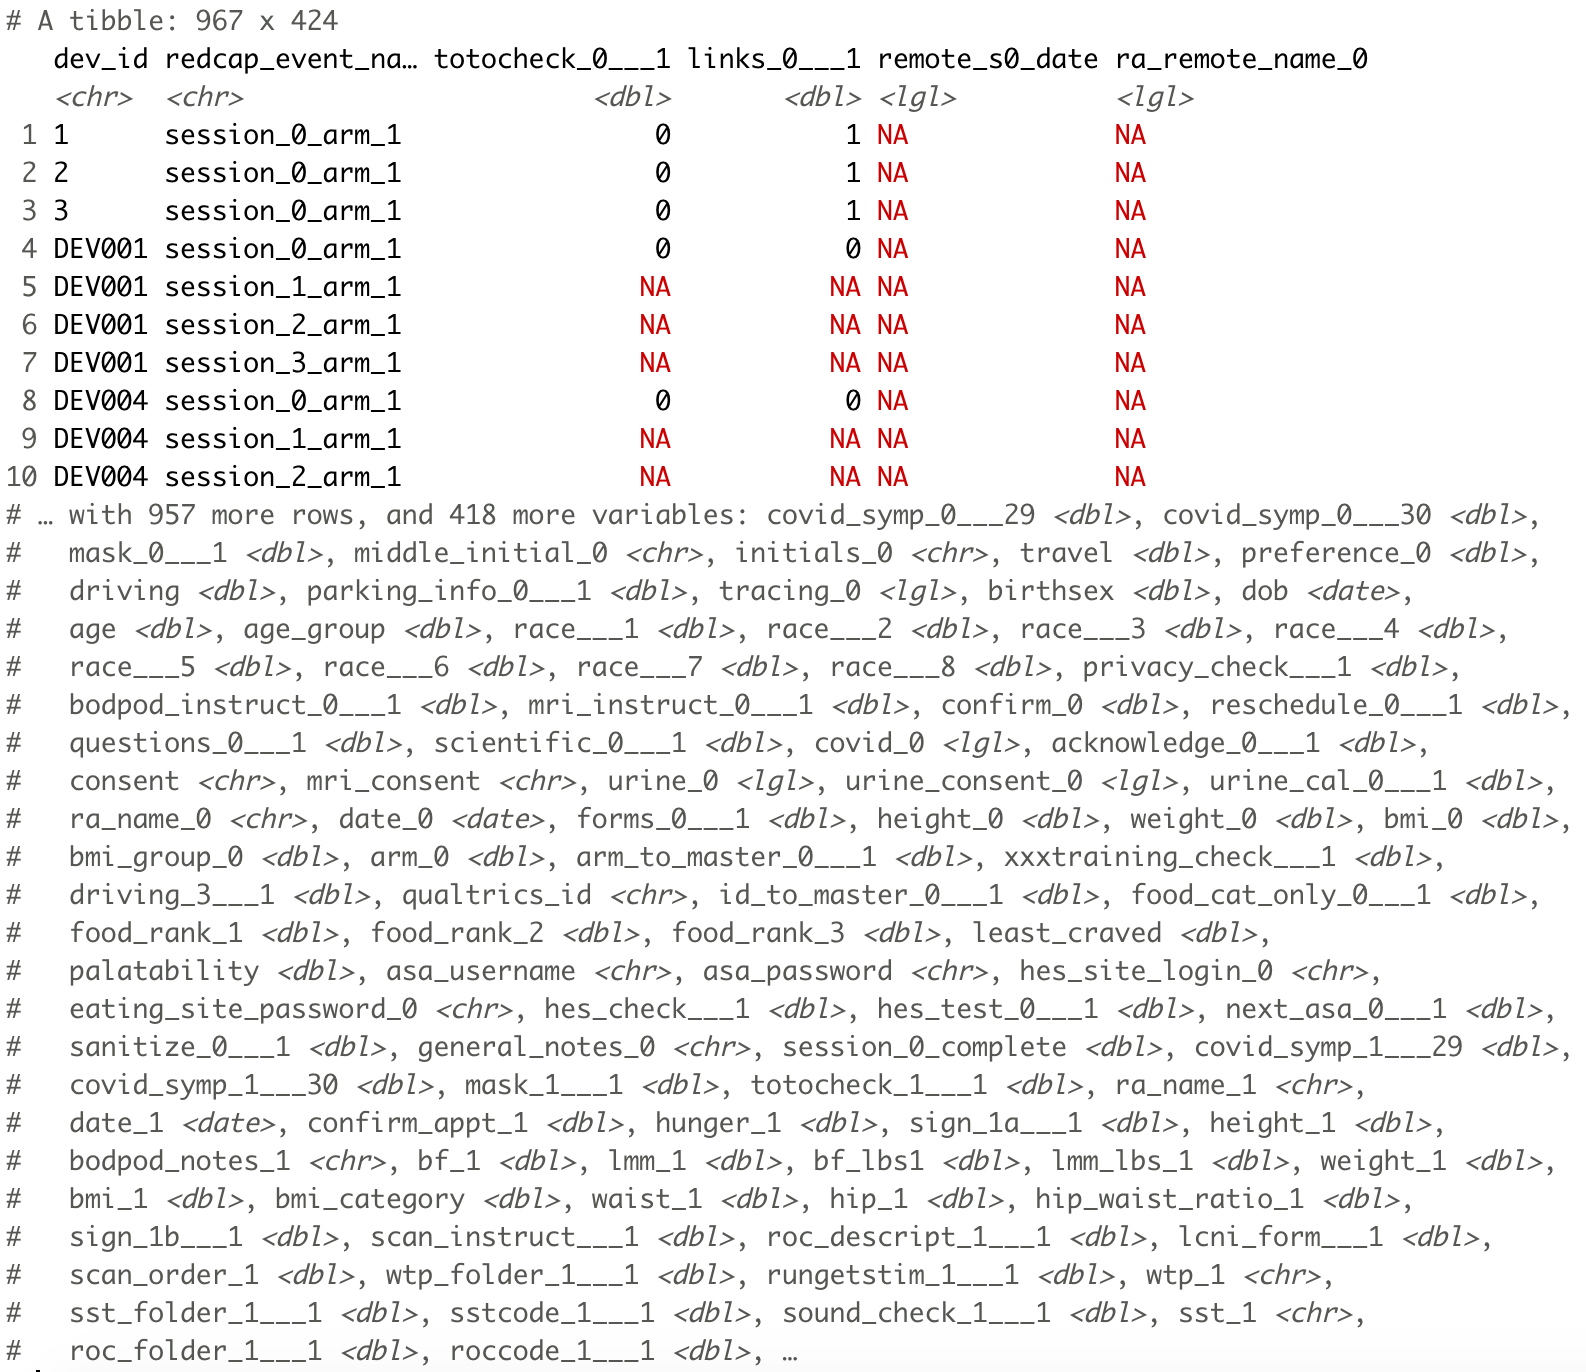 # A tibble: 967 x 424
dev_id redcap_event_na… totocheck_0___1 links_0___1 remote_s0_date ra_remote_name_0
<chr> <chr> <dbl> <dbl> <lgl> <lgl>
1 1 session_0_arm_1 0 1 NA NA
2 2 session_0_arm_1 0 1 NA NA
3 3 session_0_arm_1 0 1 NA NA
4 DEV001 session_0_arm_1 0 0 NA NA
5 DEV001 session_1_arm_1 NA NA NA NA
6 DEV001 session_2_arm_1 NA NA NA NA
7 DEV001 session_3_arm_1 NA NA NA NA
8 DEV004 session_0_arm_1 0 0 NA NA
9 DEV004 session_1_arm_1 NA NA NA NA
10 DEV004 session_2_arm_1 NA NA NA NA
# … with 957 more rows, and 418 more variables: covid_symp_0___29 <dbl>, covid_symp_0___30 <dbl>,
# mask_0___1 <dbl>, middle_initial_0 <chr>, initials_0 <chr>, travel <dbl>, preference_0 <dbl>,
# driving <dbl>, parking_info_0___1 <dbl>, tracing_0 <lgl>, birthsex <dbl>, dob <date>,
# age <dbl>, age_group <dbl>, race___1 <dbl>, race___2 <dbl>, race___3 <dbl>, race___4 <dbl>,
# race___5 <dbl>, race___6 <dbl>, race___7 <dbl>, race___8 <dbl>, privacy_check___1 <dbl>,
# bodpod_instruct_0___1 <dbl>, mri_instruct_0___1 <dbl>, confirm_0 <dbl>, reschedule_0___1 <dbl>,
# questions_0___1 <dbl>, scientific_0___1 <dbl>, covid_0 <lgl>, acknowledge_0___1 <dbl>,
# consent <chr>, mri_consent <chr>, urine_0 <lgl>, urine_consent_0 <lgl>, urine_cal_0___1 <dbl>,
# ra_name_0 <chr>, date_0 <date>, forms_0___1 <dbl>, height_0 <dbl>, weight_0 <dbl>, bmi_0 <dbl>,
# bmi_group_0 <dbl>, arm_0 <dbl>, arm_to_master_0___1 <dbl>, xxxtraining_check___1 <dbl>,
# driving_3___1 <dbl>, qualtrics_id <chr>, id_to_master_0___1 <dbl>, food_cat_only_0___1 <dbl>,
# food_rank_1 <dbl>, food_rank_2 <dbl>, food_rank_3 <dbl>, least_craved <dbl>,
# palatability <dbl>, asa_username <chr>, asa_password <chr>, hes_site_login_0 <chr>,
# eating_site_password_0 <chr>, hes_check___1 <dbl>, hes_test_0___1 <dbl>, next_asa_0___1 <dbl>,
# sanitize_0___1 <dbl>, general_notes_0 <chr>, session_0_complete <dbl>, covid_symp_1___29 <dbl>,
# covid_symp_1___30 <dbl>, mask_1___1 <dbl>, totocheck_1___1 <dbl>, ra_name_1 <chr>,
# date_1 <date>, confirm_appt_1 <dbl>, hunger_1 <dbl>, sign_1a___1 <dbl>, height_1 <dbl>,
# bodpod_notes_1 <chr>, bf_1 <dbl>, lmm_1 <dbl>, bf_lbs1 <dbl>, lmm_lbs_1 <dbl>, weight_1 <dbl>,
# bmi_1 <dbl>, bmi_category <dbl>, waist_1 <dbl>, hip_1 <dbl>, hip_waist_ratio_1 <dbl>,
# sign_1b___1 <dbl>, scan_instruct___1 <dbl>, roc_descript_1___1 <dbl>, lcni_form___1 <dbl>,
# scan_order_1 <dbl>, wtp_folder_1___1 <dbl>, rungetstim_1___1 <dbl>, wtp_1 <chr>,
# sst_folder_1___1 <dbl>, sstcode_1___1 <dbl>, sound_check_1___1 <dbl>, sst_1 <chr>,
# roc_folder_1___1 <dbl>, roccode_1___1 <dbl>, …